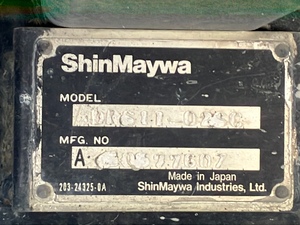 ShinMaywa
MODEL
MFG. NO
A
Made in Japan
203-24325-0A
ShinMaywa Industries, Ltd.